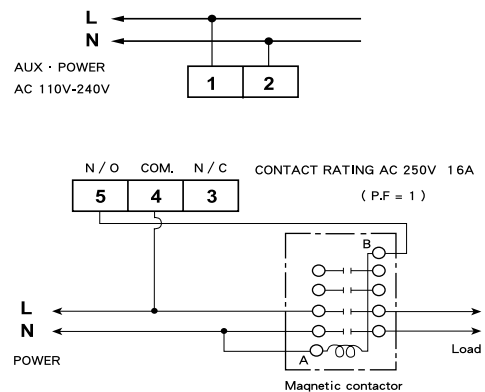 L
N
AUX · POWER
AC 110V-240V
1 2
N / O COM. N / C
CONTACT RATING AC 250V 16A
( P.F = 1 )
5 4 3
B
L
N
POWER
A
Load
Magnetic contactor